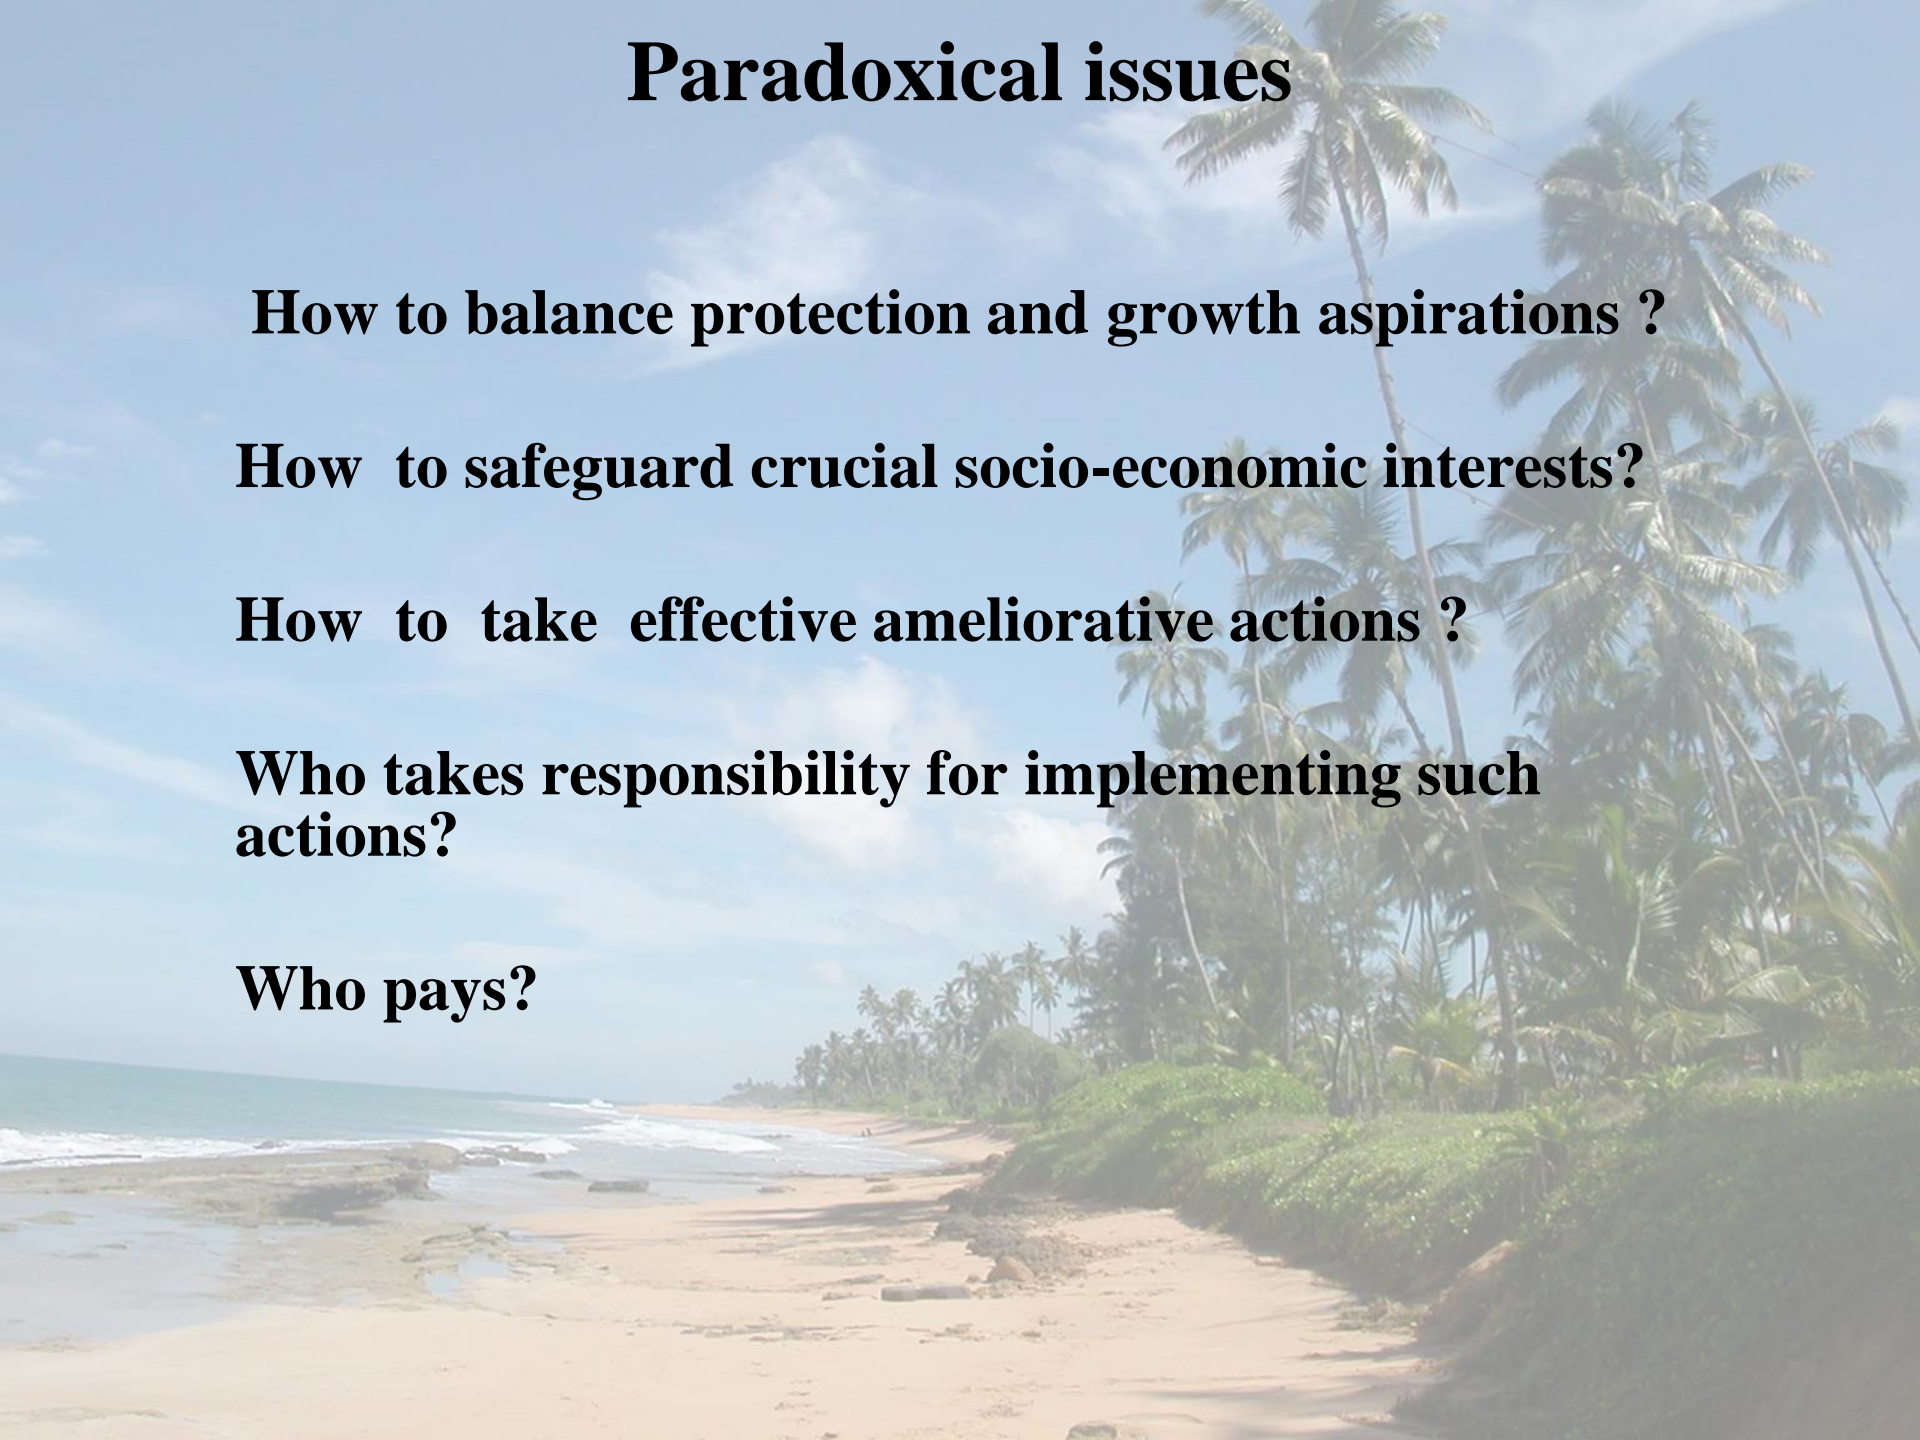 Paradoxical issues
How to balance protection and growth aspirations ?
How  to safeguard crucial socio-economic interests?
How  to  take  effective ameliorative actions ?
Who takes responsibility for implementing such
actions?
Who pays?